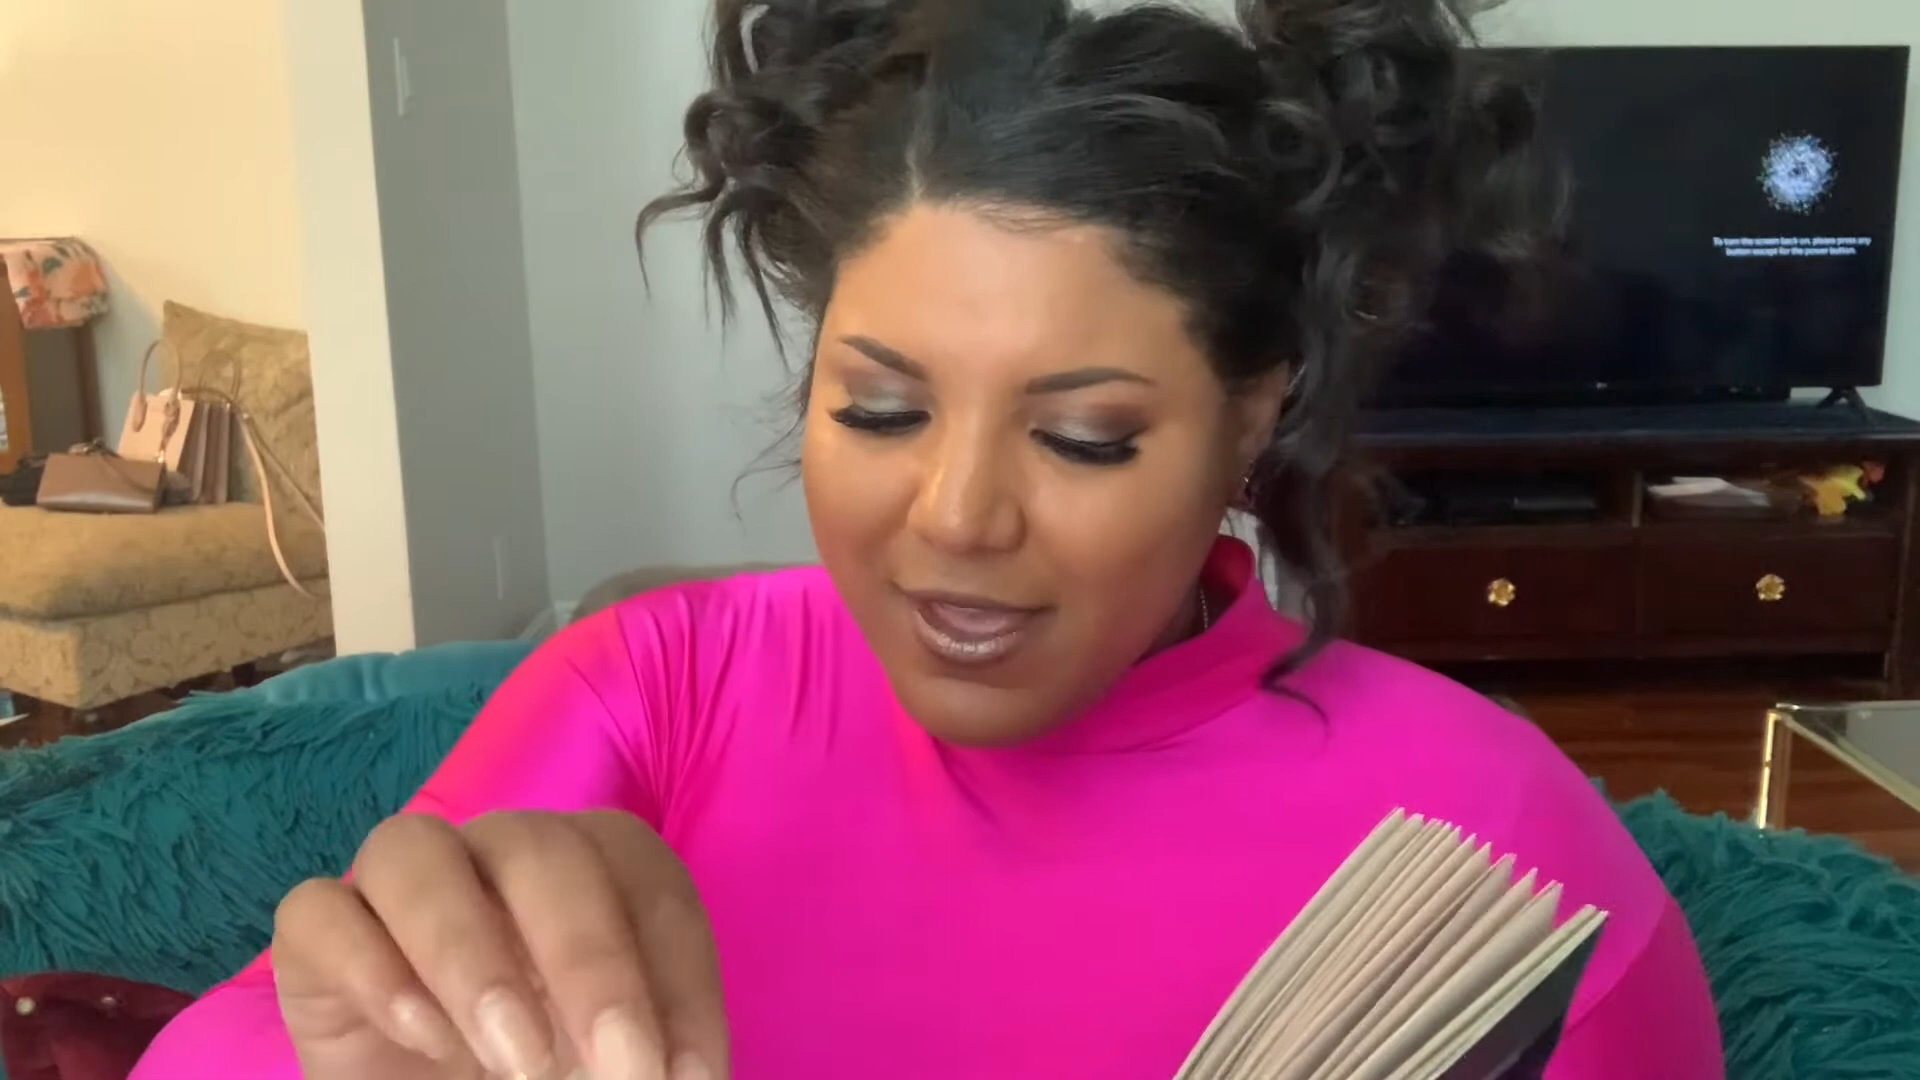 To turn the screen back on, please press any
button except for the power button.